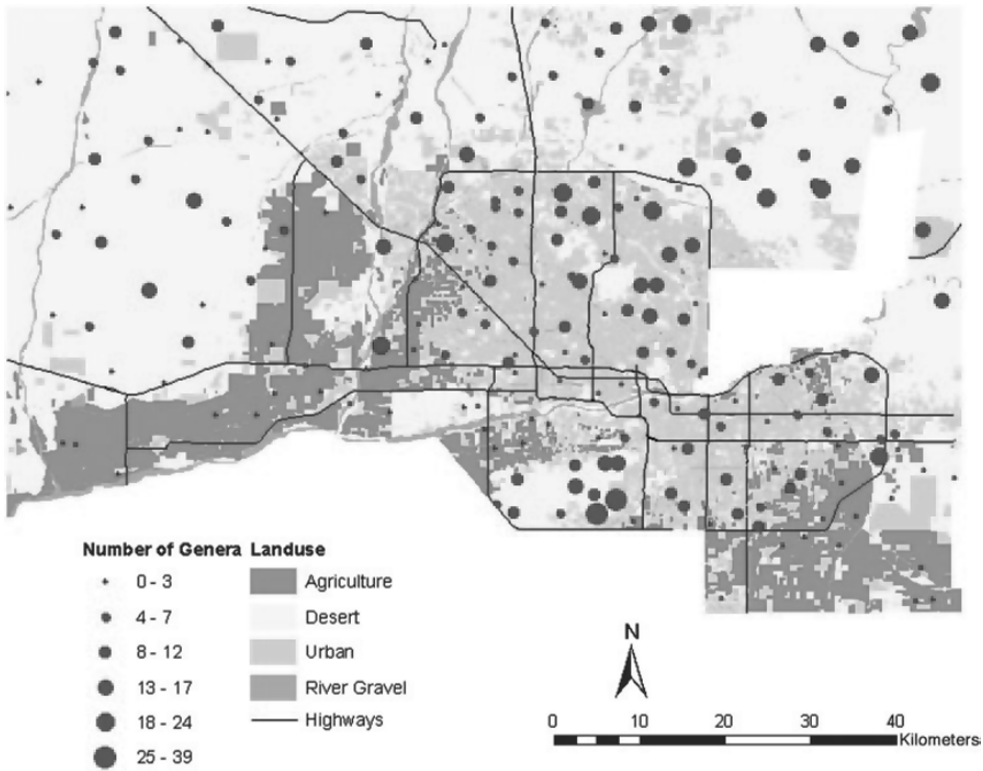 Number of Genera
0 - 3
4 - 7
8 - 12
13 - 17
18 - 24
25 - 39
Landuse
Agriculture
Desert
Urban
River Gravel
Highways
N
0 5 10 20 30 40
Kilometers